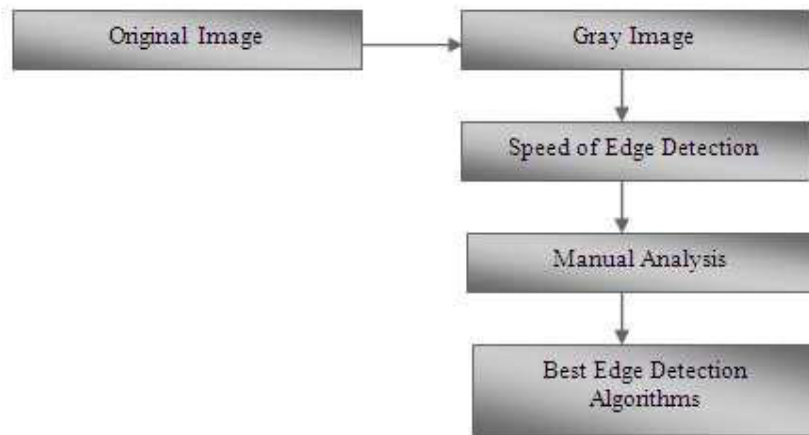 Original Image
Gray Image
Speed of Edge Detection
Manual Analysis
Best Edge Detection
Algorithms